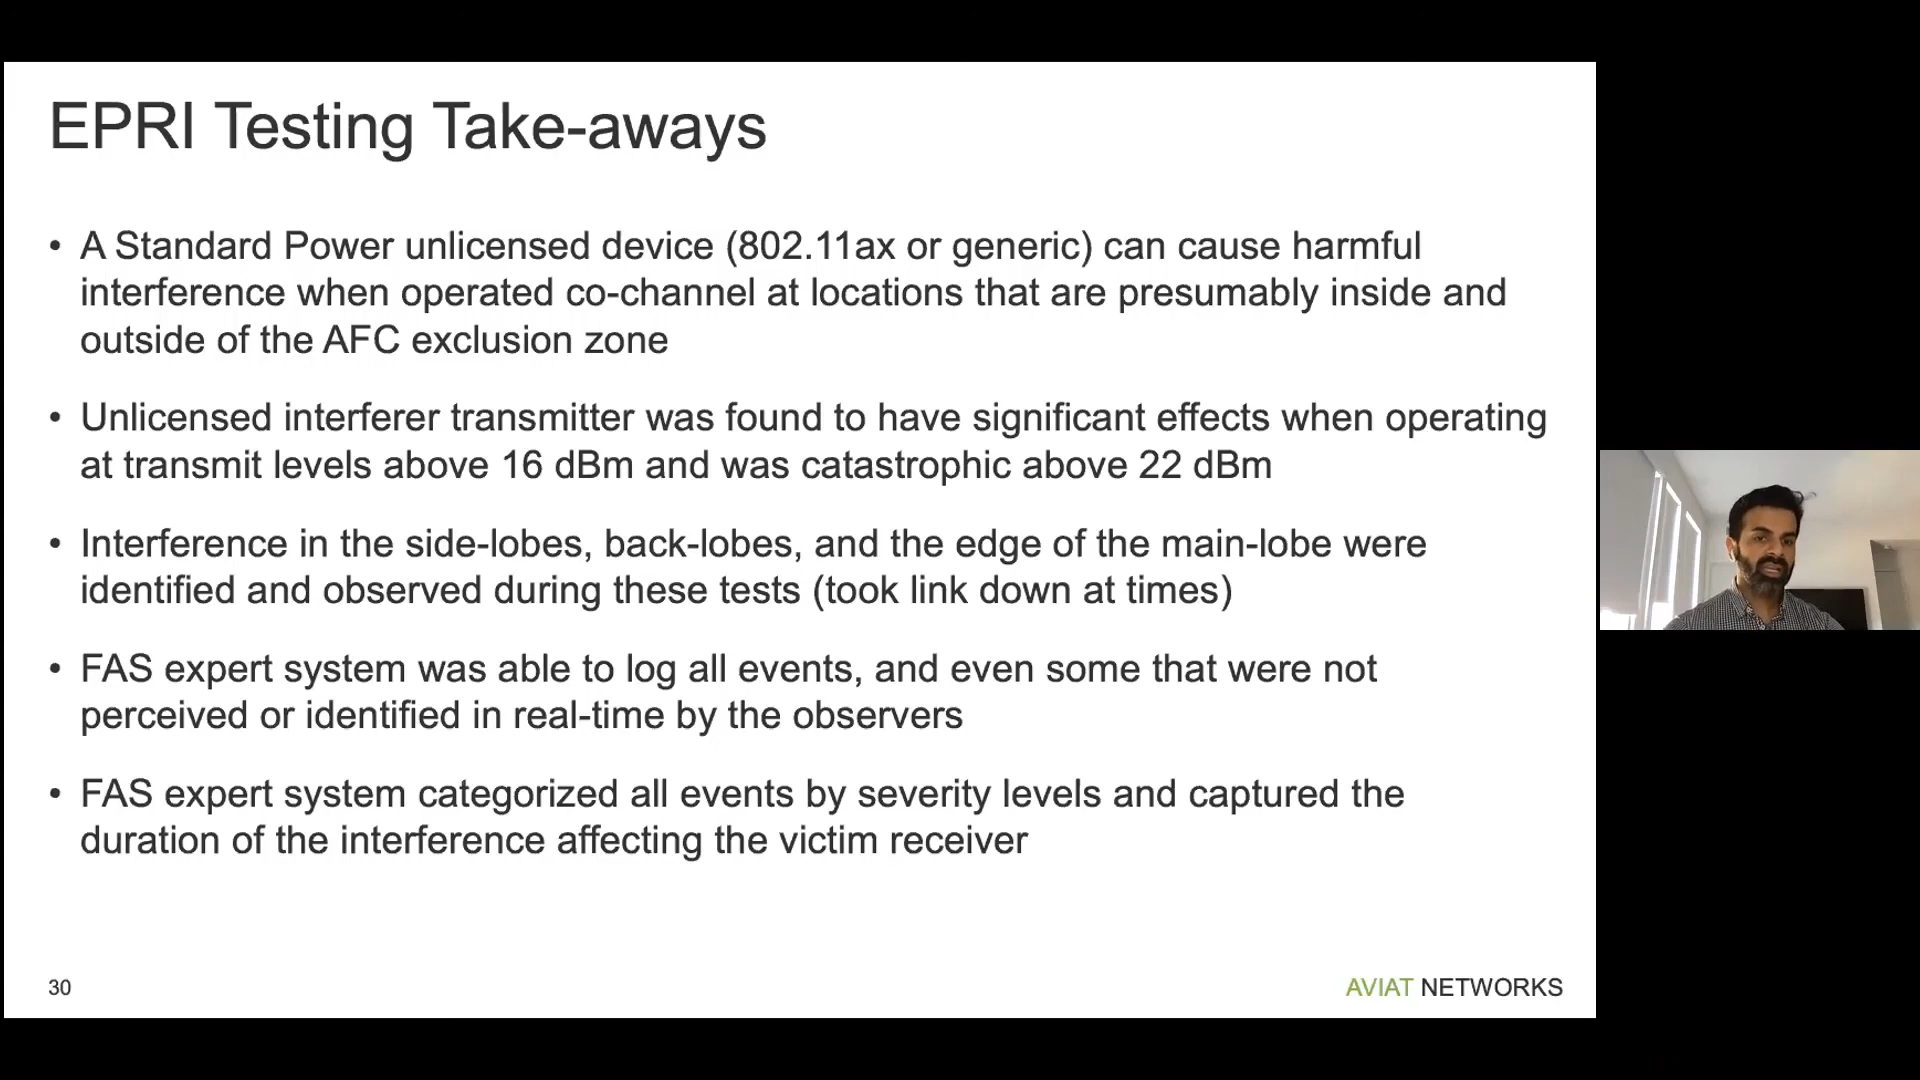 EPRI Testing Take-aways
• A Standard Power unlicensed device (802.11ax or generic) can cause harmful
interference when operated co-channel at locations that are presumably inside and
outside of the AFC exclusion zone
• Unlicensed interferer transmitter was found to have significant effects when operating
at transmit levels above 16 dBm and was catastrophic above 22 dBm
• Interference in the side-lobes, back-lobes, and the edge of the main-lobe were
identified and observed during these tests (took link down at times)
• FAS expert system was able to log all events, and even some that were not
perceived or identified in real-time by the observers
• FAS expert system categorized all events by severity levels and captured the
duration of the interference affecting the victim receiver
30
AVIAT NETWORKS